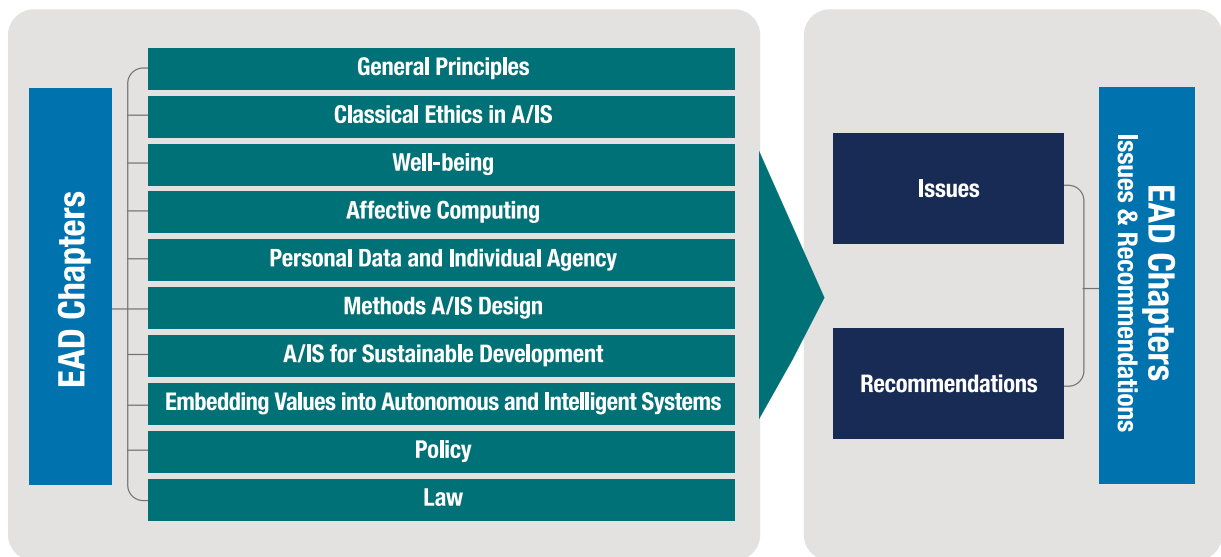 EAD Chapters
General Principles
Classical Ethics in A/IS
Well-being
Affective Computing
Personal Data and Individual Agency
Methods A/IS Design
A/IS for Sustainable Development
Embedding Values into Autonomous and Intelligent Systems
Policy
Law
Issues
Recommendations
EAD Chapters
Issues & Recommendations